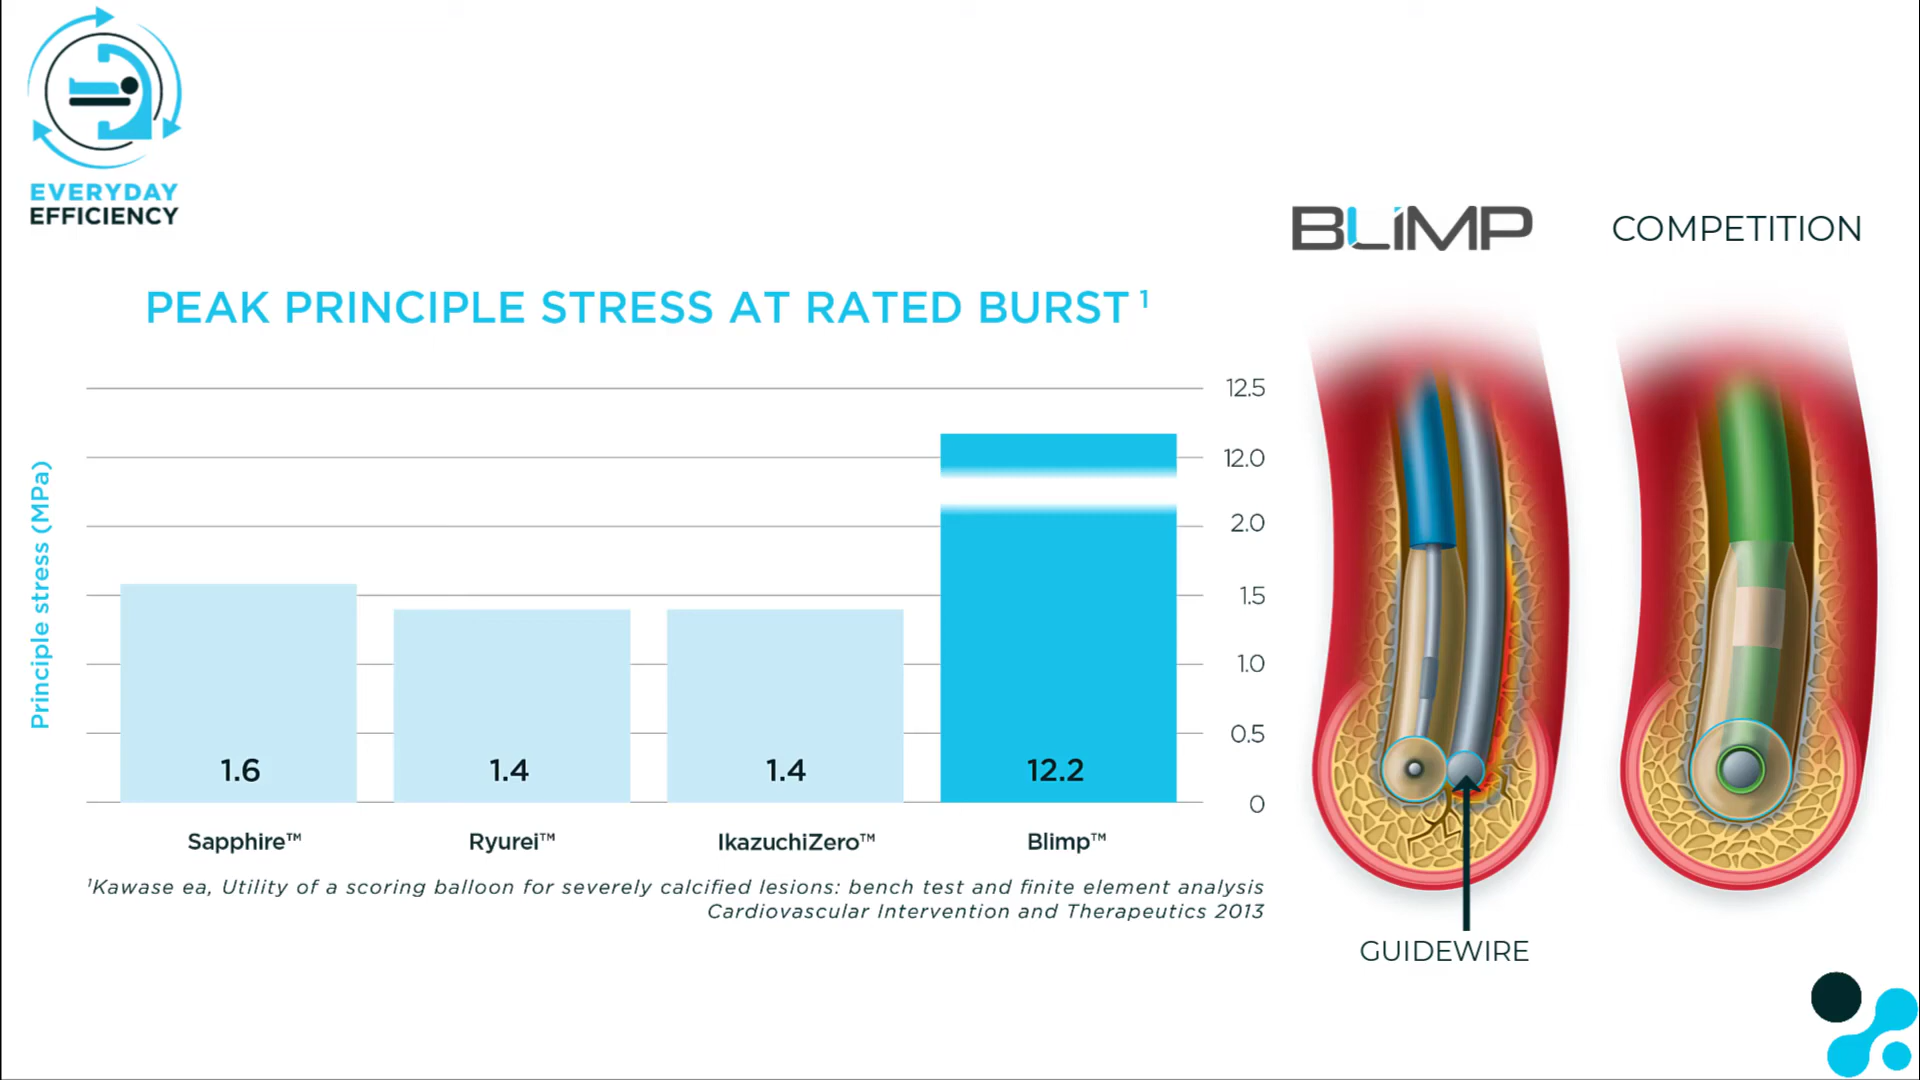 EVERYDAY
EFFICIENCY
BLiMP
COMPETITION
PEAK PRINCIPLE STRESS AT RATED BURST ¹
Principle stress (MPa)
12.5
12.0
2.0
1.5
1.0
0.5
0
1.6
1.4
1.4
12.2
Sapphire™
Ryurei™
IkazuchiZero™
Blimp™
¹Kawase ea, Utility of a scoring balloon for severely calcified lesions: bench test and finite element analysis
Cardiovascular Intervention and Therapeutics 2013
GUIDEWIRE